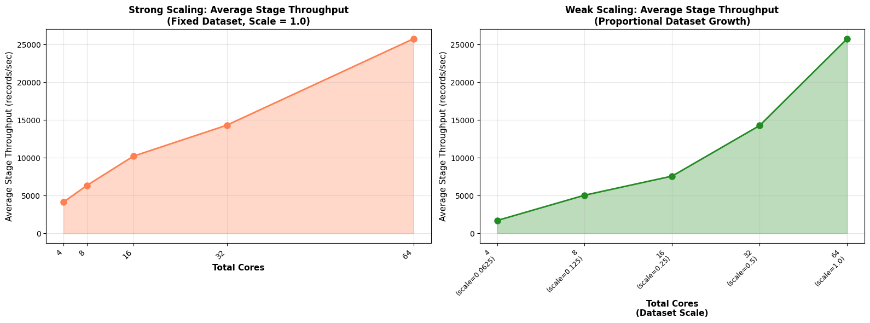 Strong Scaling: Average Stage Throughput
(Fixed Dataset, Scale = 1.0)
Average Stage Throughput (records/sec)
25000
20000
15000
10000
5000
0
4
8
16
32
64
Total Cores
Weak Scaling: Average Stage Throughput
(Proportional Dataset Growth)
Average Stage Throughput (records/sec)
25000
20000
15000
10000
5000
0
4
(scale=0.0625)
8
(scale=0.125)
16
(scale=0.25)
32
(scale=0.5)
64
(scale=1.0)
Total Cores
(Dataset Scale)